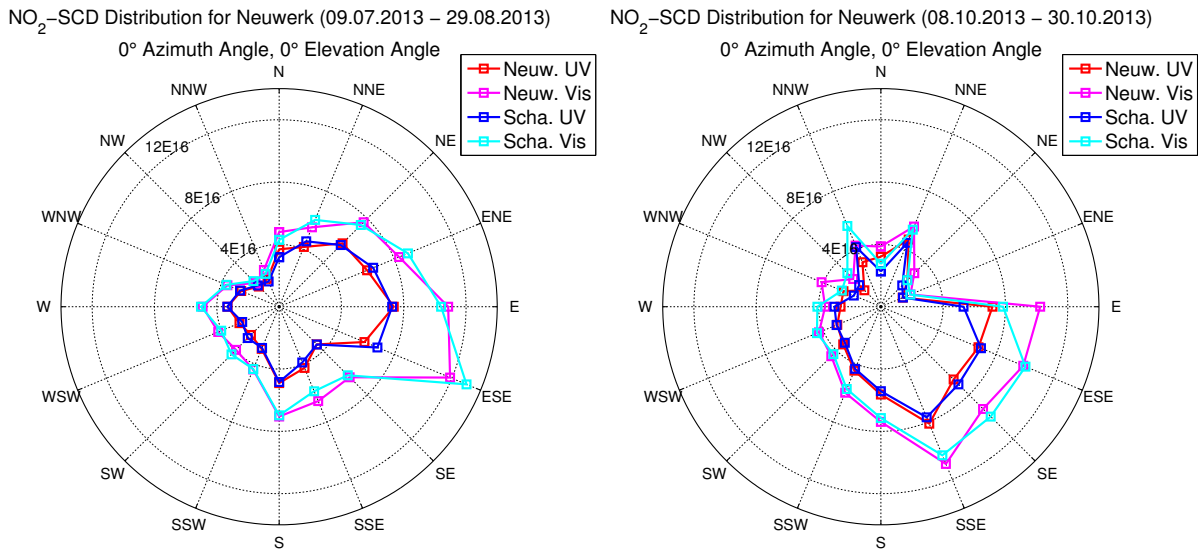 NO2−SCD Distribution for Neuwerk (09.07.2013 − 29.08.2013)
0° Azimuth Angle, 0° Elevation Angle
N
NNE
NE
ENE
E
ESE
SE
SSE
S
SSW
SW
WSW
W
WNW
NW
NNW
12E16
8E16
4E16
Neuw. UV
Neuw. Vis
Scha. UV
Scha. Vis
NO2−SCD Distribution for Neuwerk (08.10.2013 − 30.10.2013)
0° Azimuth Angle, 0° Elevation Angle
N
NNE
NE
ENE
E
ESE
SE
SSE
S
SSW
SW
WSW
W
WNW
NW
NNW
12E16
8E16
4E16
Neuw. UV
Neuw. Vis
Scha. UV
Scha. Vis